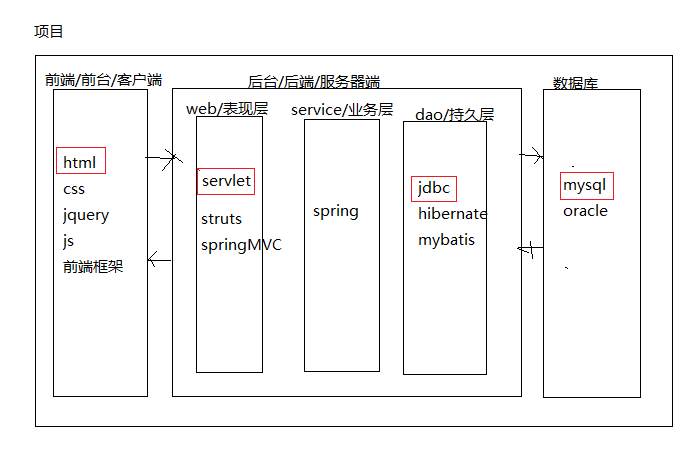 项目
前端/前台/客户端
html
css
jquery
js
前端框架
后台/后端/服务器端
web/表现层
servlet
struts
springMVC
service/业务层
spring
dao/持久层
jdbc
hibernate
mybatis
数据库
mysql
oracle